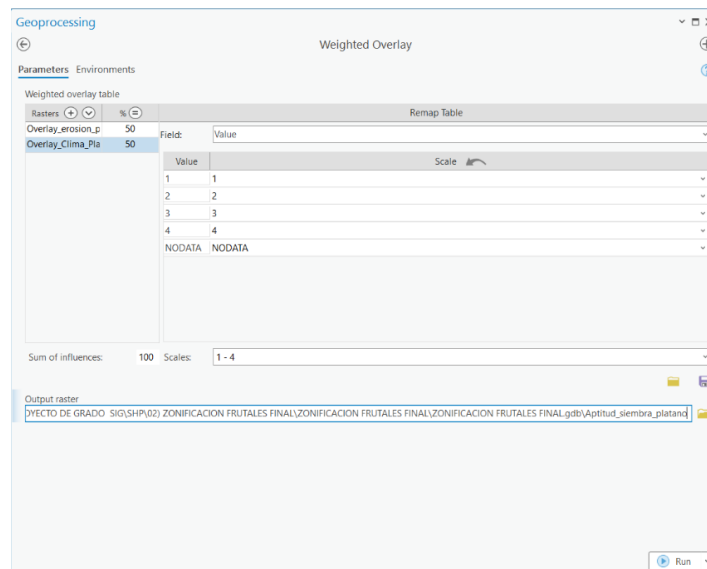 Geoprocessing
Weighted Overlay
Parameters Environments
Weighted overlay table
Rasters % Remap Table
Overlay_erosion_p 50
Overlay_Clima_Pla 50
Field: Value
Value Scale
1 1
2 2
3 3
4 4
NODATA NODATA
Sum of influences: 100 Scales: 1 - 4
Output raster
OYECTO DE GRADO SIG\SHP\02) ZONIFICACION FRUTALES FINAL\ZONIFICACION FRUTALES FINAL\ZONIFICACION FRUTALES FINAL.gdb\Aptitud_siembra_platano
Run